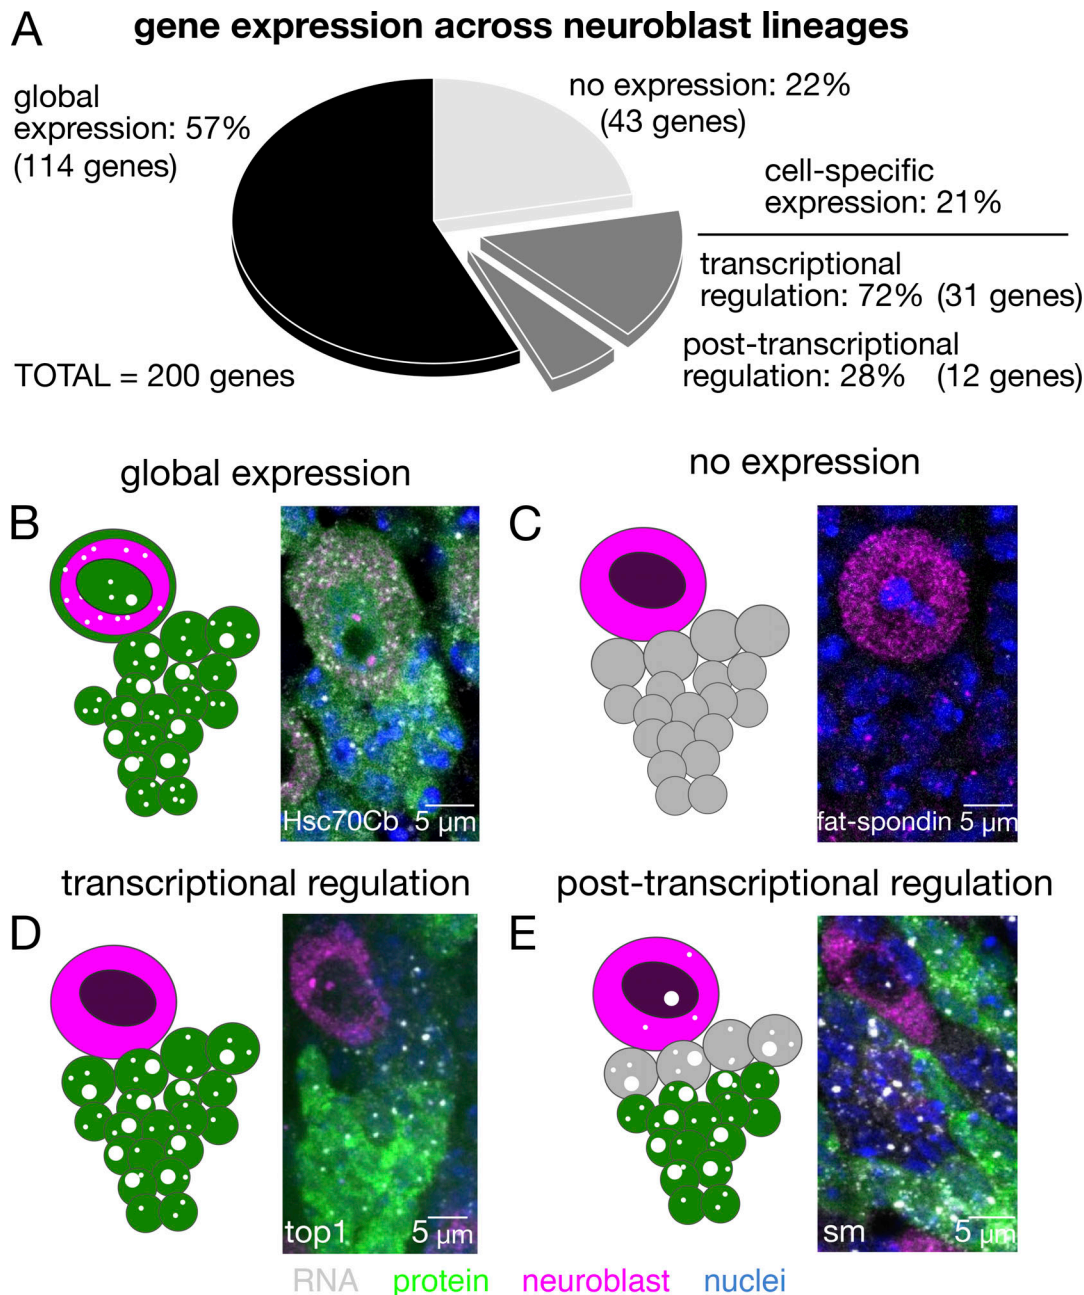 A
gene expression across neuroblast lineages
global
expression: 57%
(114 genes)
no expression: 22%
(43 genes)
cell-specific
expression: 21%
transcriptional
regulation: 72% (31 genes)
post-transcriptional
regulation: 28% (12 genes)
TOTAL = 200 genes
global expression
no expression
B
Hsc70Cb 5 µm
C
fat-spondin 5 µm
transcriptional regulation
post-transcriptional regulation
D
top1 5 µm
E
sm 5 µm
RNA protein neuroblast nuclei